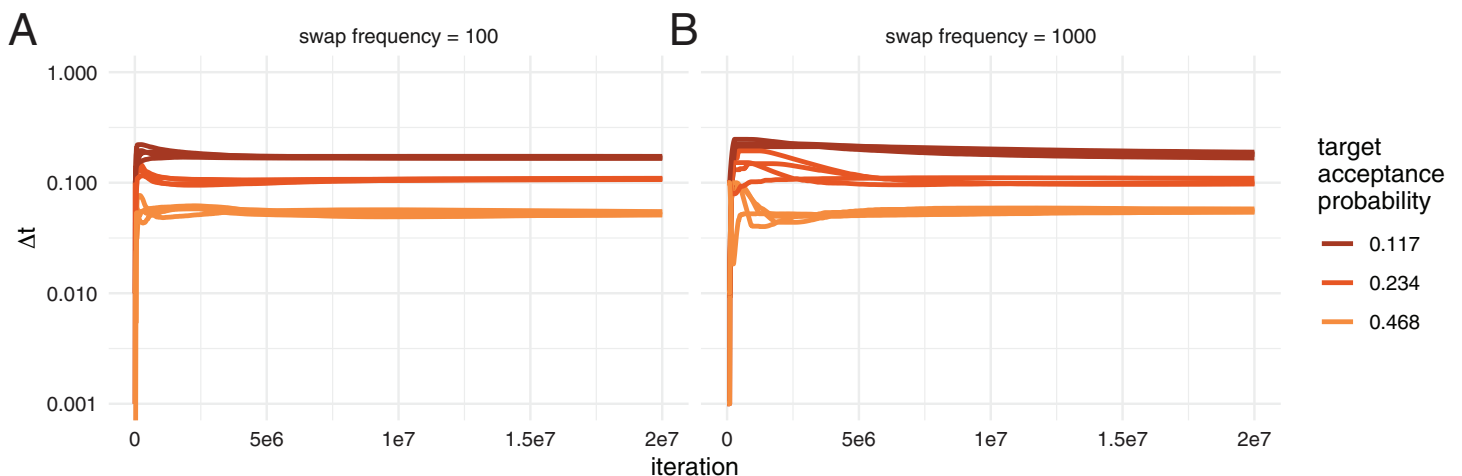 A
swap frequency = 100
B
swap frequency = 1000
1.000
0.100
0.010
0.001
Δt
0
5e6
1e7
1.5e7
2e7
0
5e6
1e7
1.5e7
2e7
iteration
target
acceptance
probability
0.117
0.234
0.468